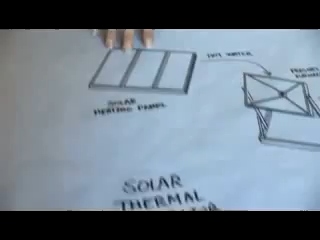 HOT WATER
SOLAR
HEATING PANEL
SOLAR
THERMAL